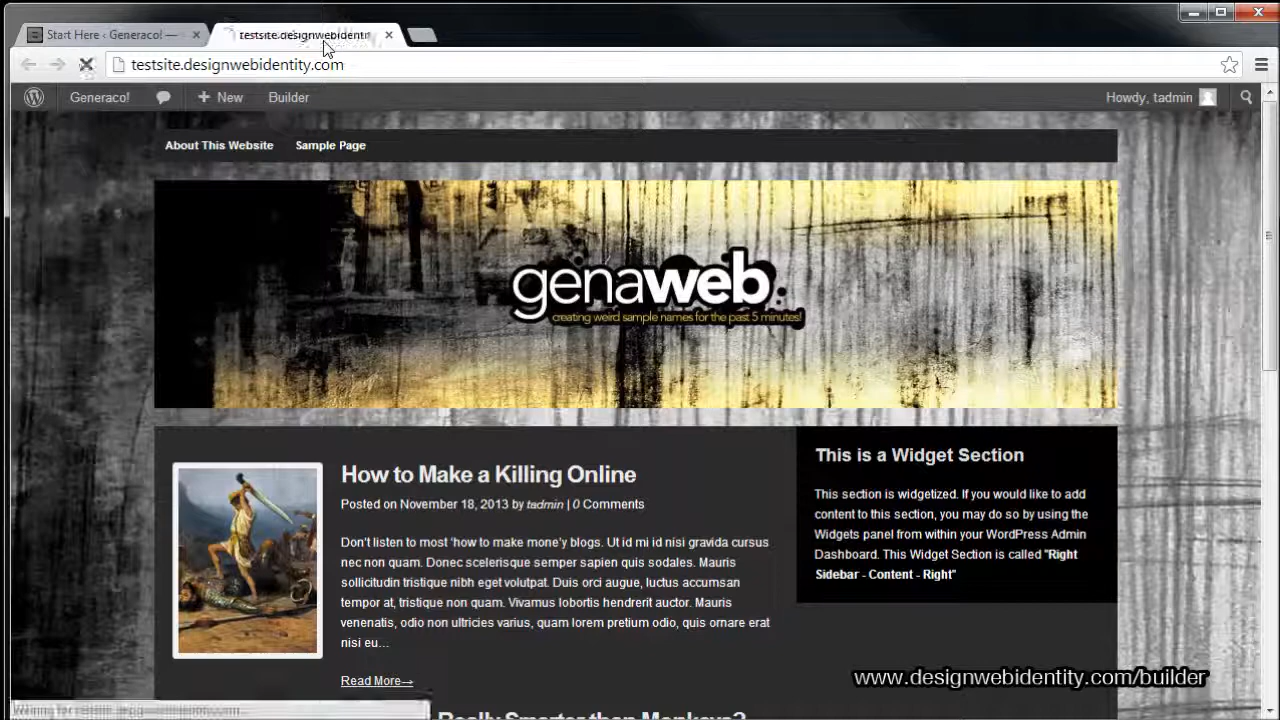 Start Here ‹ Generaco! —
testsite.designwebidentit
testsite.designwebidentity.com
Generaco!
New
Builder
Howdy, tadmin
About This Website
Sample Page
genaweb
creating weird sample names for the past 5 minutes!
How to Make a Killing Online
Posted on November 18, 2013 by tadmin | 0 Comments
Don't listen to most 'how to make mone'y blogs. Ut id mi id nisi gravida cursus
nec non quam. Donec scelerisque semper sapien quis sodales. Mauris
sollicitudin tristique nibh eget volutpat. Duis orci augue, luctus accumsan
tempor at, tristique non quam. Vivamus lobortis hendrerit auctor. Mauris
venenatis, odio non ultricies varius, quam lorem pretium odio, quis ornare erat
nisi eu...
Read More→
This is a Widget Section
This section is widgetized. If you would like to add
content to this section, you may do so by using the
Widgets panel from within your WordPress Admin
Dashboard. This Widget Section is called "Right
Sidebar - Content - Right"
www.designwebidentity.com/builder
Really Smarter than Monkeys?